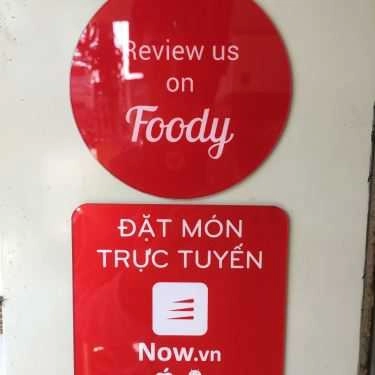 Review us
on
Foody
ĐẶT MÓN
TRỰC TUYẾN
Now.vn